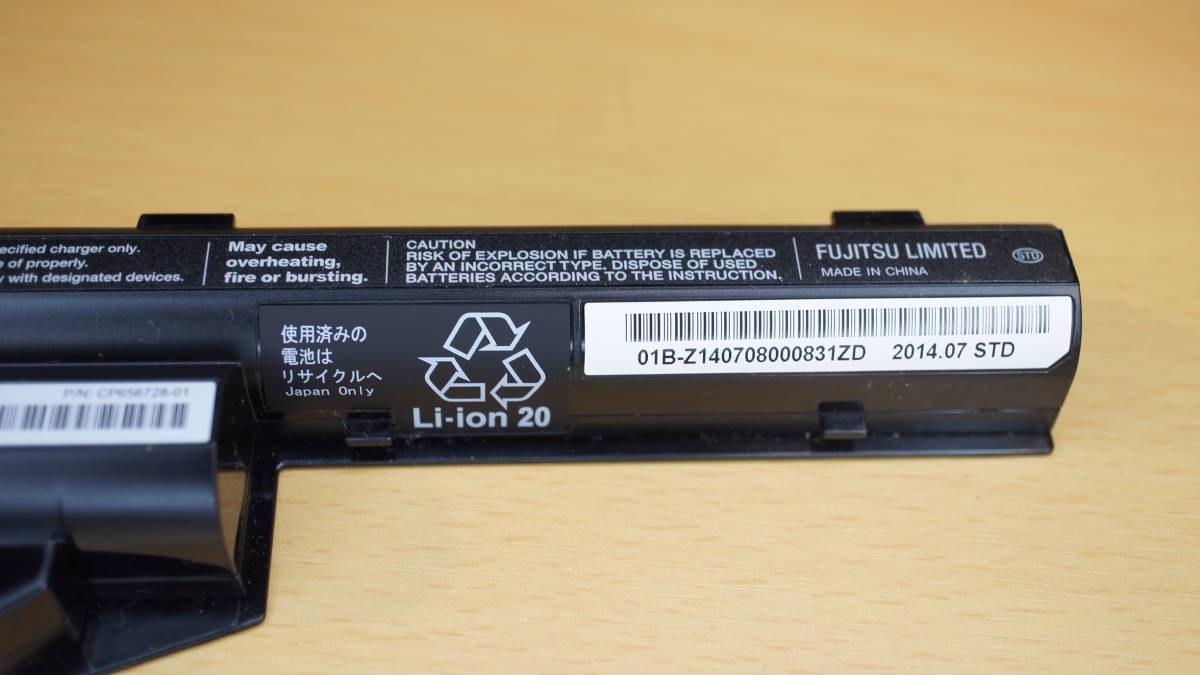 ecified charger only.
e of properly.
y with designated devices.
May cause
overheating,
fire or bursting.
CAUTION
RISK OF EXPLOSION IF BATTERY IS REPLACED
BY AN INCORRECT TYPE. DISPOSE OF USED
BATTERIES ACCORDING TO THE INSTRUCTION.
FUJITSU LIMITED
MADE IN CHINA
STD
使用済みの
電池は
リサイクルへ
Japan Only
Li-ion 20
01B-Z140708000831ZD 2014.07 STD
P/N: CP656728-01